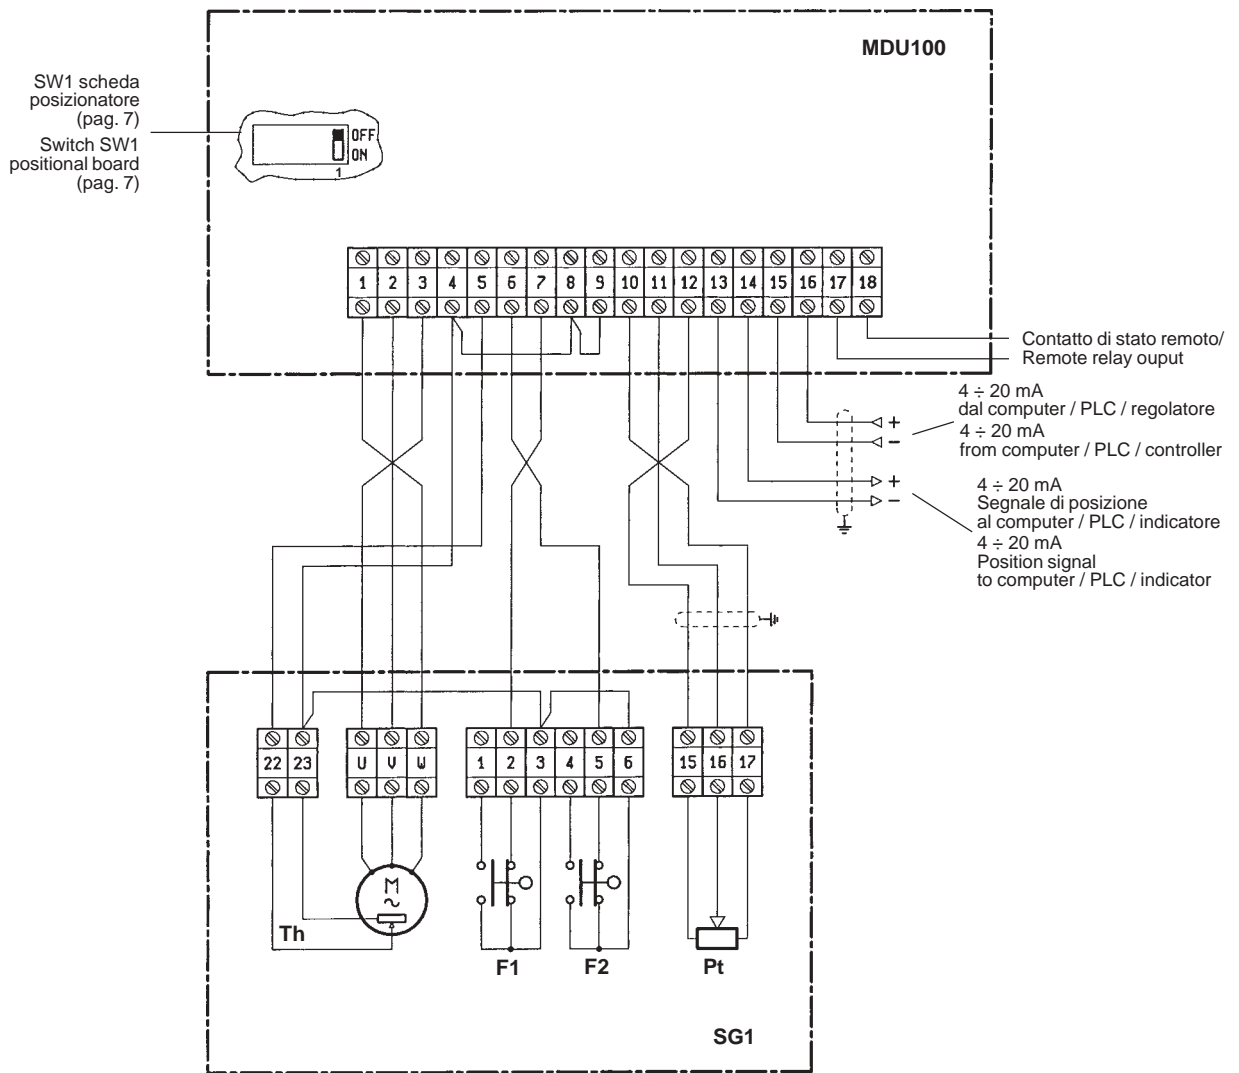 MDU100
SW1 scheda
posizionatore
(pag. 7)
Switch SW1
positional board
(pag. 7)
OFF
ON
1
1 2 3 4 5 6 7 8 9 10 11 12 13 14 15 16 17 18
Contatto di stato remoto/
Remote relay ouput
4 ÷ 20 mA
dal computer / PLC / regolatore
4 ÷ 20 mA
from computer / PLC / controller
+
−
+
−
4 ÷ 20 mA
Segnale di posizione
al computer / PLC / indicatore
4 ÷ 20 mA
Position signal
to computer / PLC / indicator
22 23 U V W 1 2 3 4 5 6 15 16 17
M
~
Th
F1
F2
Pt
SG1